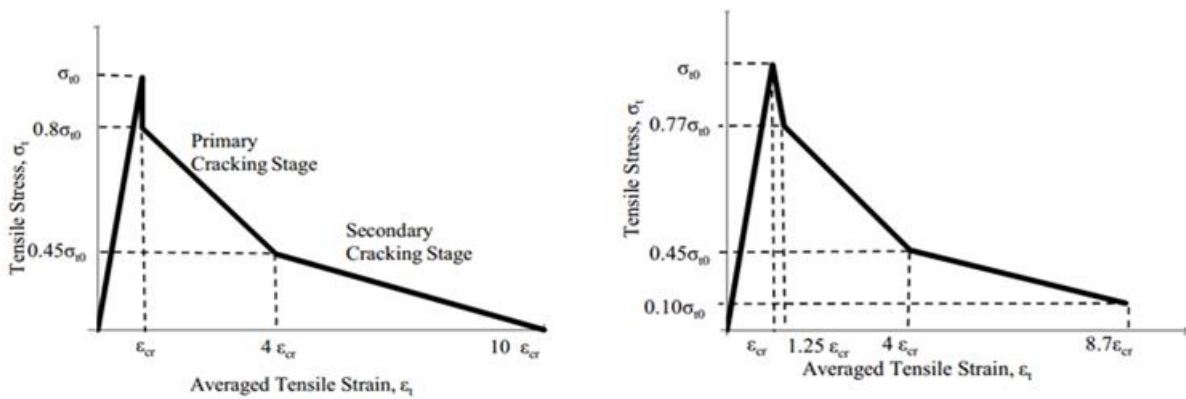 σt0
0.8σt0
0.45σt0
Tensile Stress, σt
Primary
Cracking Stage
Secondary
Cracking Stage
εcr
4 εcr
10 εcr
Averaged Tensile Strain, εt
σt0
0.77σt0
0.45σt0
0.10σt0
Tensile Stress, σt
εcr
1.25 εcr
4 εcr
8.7εcr
Averaged Tensile Strain, εt